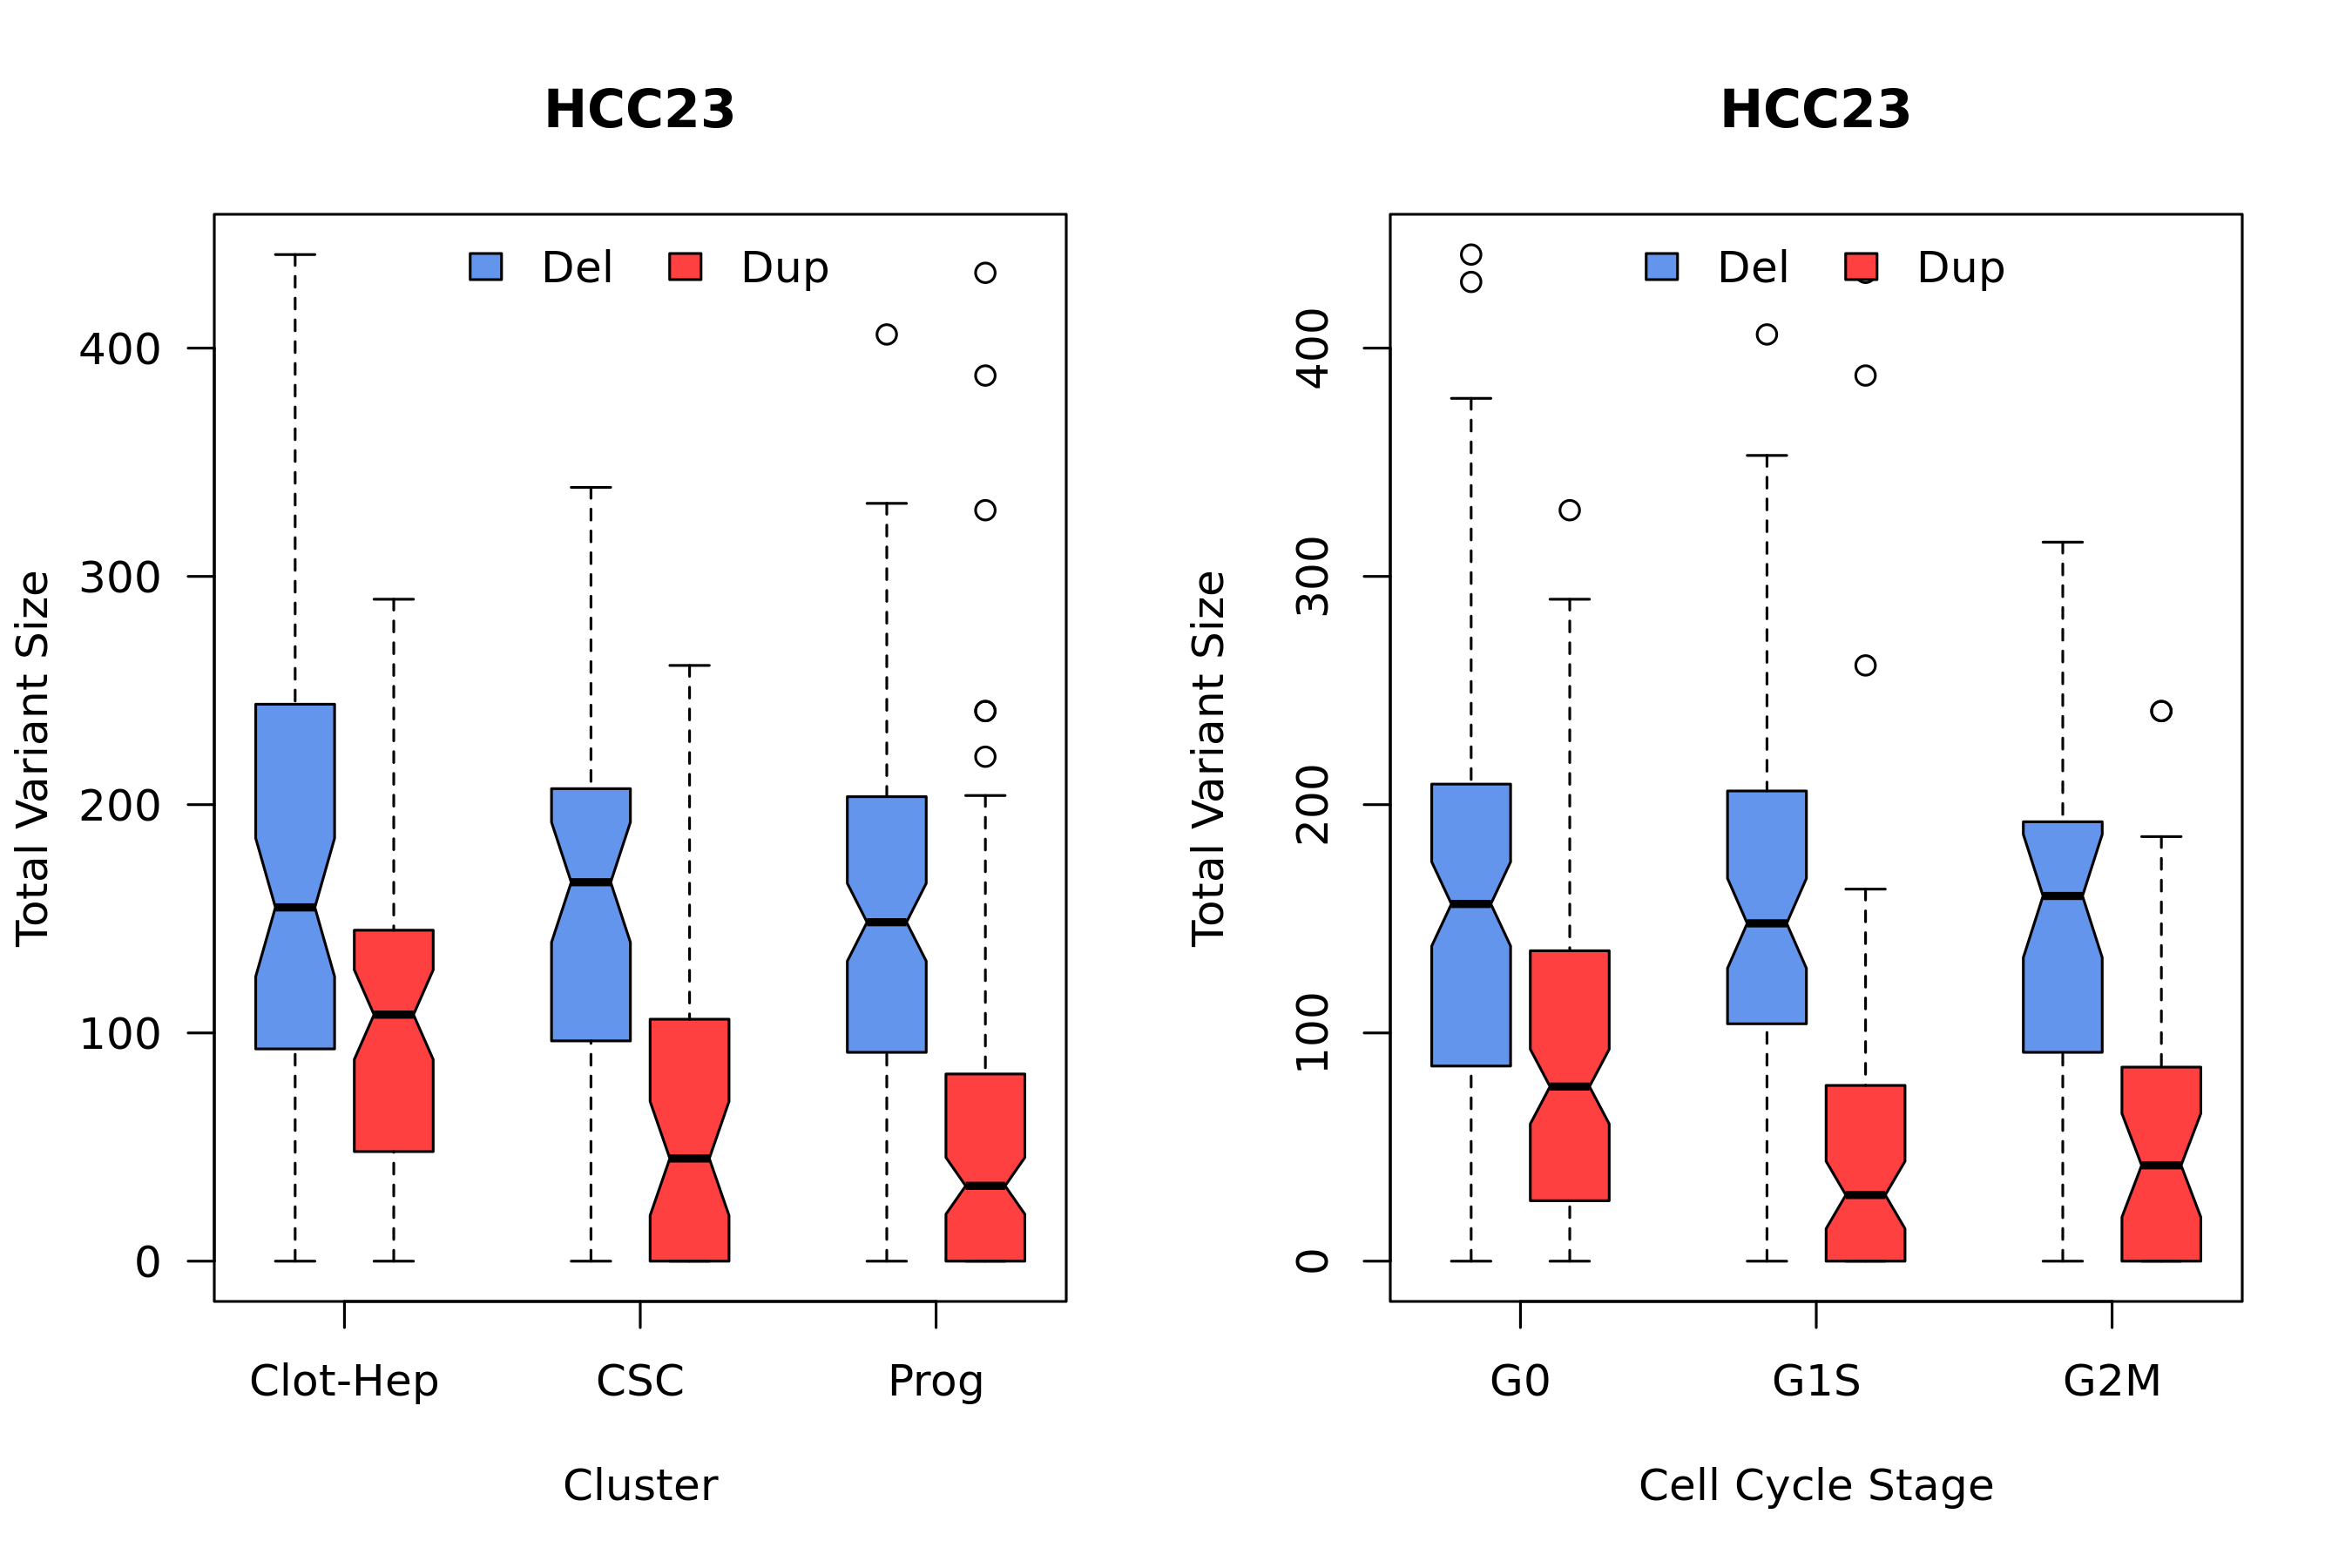 HCC23
Del Dup
Total Variant Size
400
300
200
100
0
Clot-Hep CSC Prog
Cluster
HCC23
Del Dup
Total Variant Size
400
300
200
100
0
G0 G1S G2M
Cell Cycle Stage